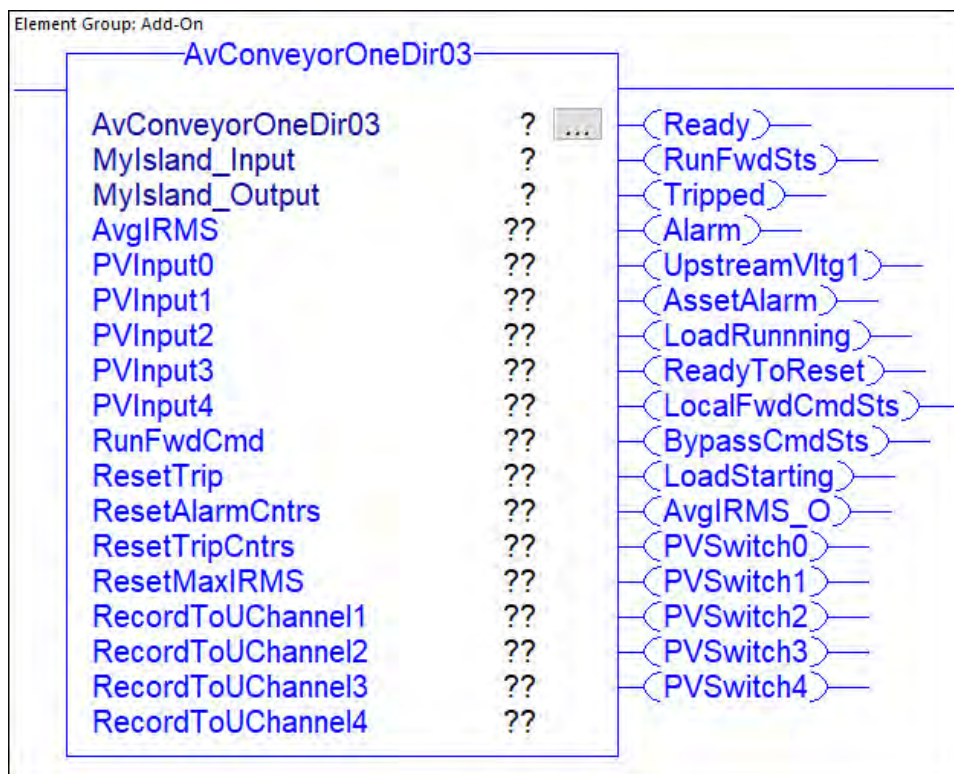 Element Group: Add-On
AvConveyorOneDir03
AvConveyorOneDir03 ? ... Ready
MyIsland_Input ? RunFwdSts
MyIsland_Output ? Tripped
AvgIRMS ?? Alarm
PVInput0 ?? UpstreamVltg1
PVInput1 ?? AssetAlarm
PVInput2 ?? LoadRunnning
PVInput3 ?? ReadyToReset
PVInput4 ?? LocalFwdCmdSts
RunFwdCmd ?? BypassCmdSts
ResetTrip ?? LoadStarting
ResetAlarmCntrs ?? AvgIRMS_O
ResetTripCntrs ?? PVSwitch0
ResetMaxIRMS ?? PVSwitch1
RecordToUChannel1 ?? PVSwitch2
RecordToUChannel2 ?? PVSwitch3
RecordToUChannel3 ?? PVSwitch4
RecordToUChannel4 ??